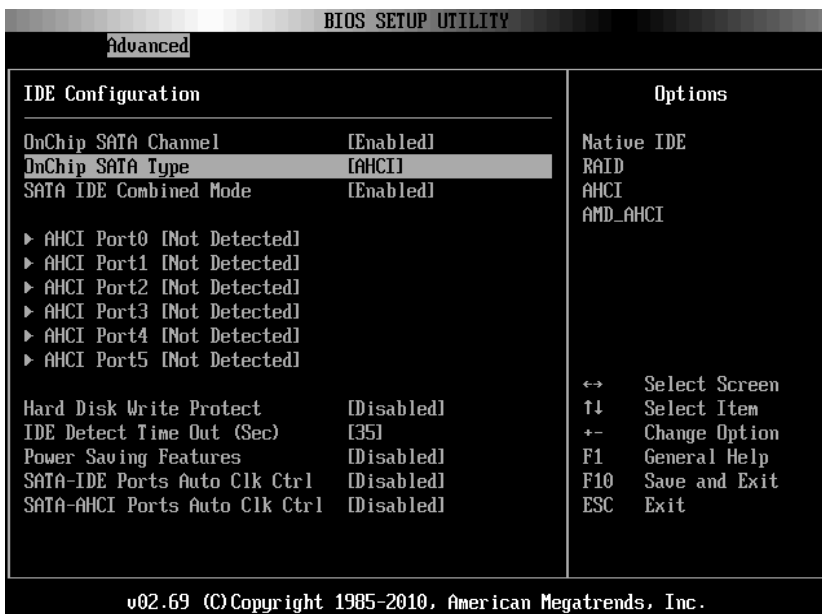 BIOS SETUP UTILITY
Advanced
IDE Configuration
OnChip SATA Channel [Enabled]
OnChip SATA Type [AHCI]
SATA IDE Combined Mode [Enabled]
▶ AHCI Port0 [Not Detected]
▶ AHCI Port1 [Not Detected]
▶ AHCI Port2 [Not Detected]
▶ AHCI Port3 [Not Detected]
▶ AHCI Port4 [Not Detected]
▶ AHCI Port5 [Not Detected]
Hard Disk Write Protect [Disabled]
IDE Detect Time Out (Sec) [35]
Power Saving Features [Disabled]
SATA-IDE Ports Auto Clk Ctrl [Disabled]
SATA-AHCI Ports Auto Clk Ctrl [Disabled]
Options
Native IDE
RAID
AHCI
AMD_AHCI
↔ Select Screen
↑↓ Select Item
+- Change Option
F1 General Help
F10 Save and Exit
ESC Exit
v02.69 (C)Copyright 1985-2010, American Megatrends, Inc.